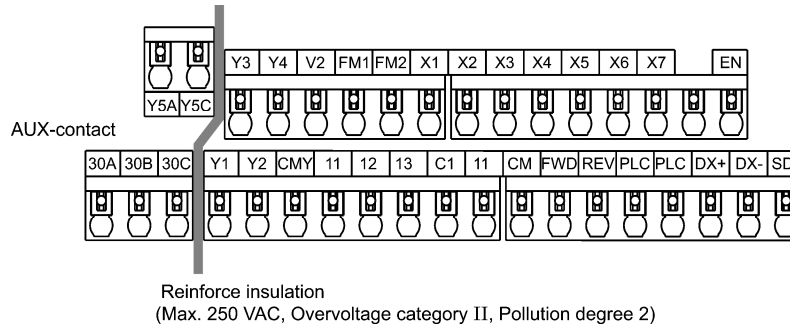 Y3 Y4 V2 FM1 FM2 X1 X2 X3 X4 X5 X6 X7 EN
Y5A Y5C
AUX-contact
30A 30B 30C Y1 Y2 CMY 11 12 13 C1 11 CM FWD REV PLC PLC DX+ DX- SD
Reinforce insulation
(Max. 250 VAC, Overvoltage category II, Pollution degree 2)